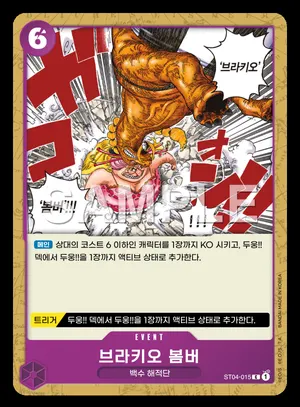 6
'브라키오
'봄버'!!!
!!!
SAMPLE
메인 상대의 코스트 6 이하인 캐릭터를 1장까지 KO 시키고, 두웅!!
덱에서 두웅!!을 1장까지 액티브 상태로 추가한다.
트리거 두웅!! 덱에서 두웅!!을 1장까지 액티브 상태로 추가한다.
EVENT
브라키오 봄버
백수 해적단
ST04-015 C 1